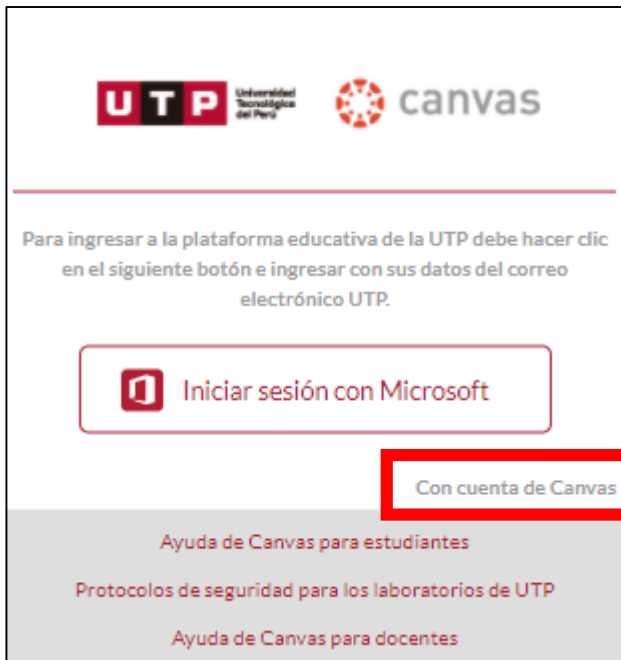 UTP Universidad
Tecnológica
del Perú
canvas
Para ingresar a la plataforma educativa de la UTP debe hacer clic
en el siguiente botón e ingresar con sus datos del correo
electrónico UTP.
Iniciar sesión con Microsoft
Con cuenta de Canvas
Ayuda de Canvas para estudiantes
Protocolos de seguridad para los laboratorios de UTP
Ayuda de Canvas para docentes